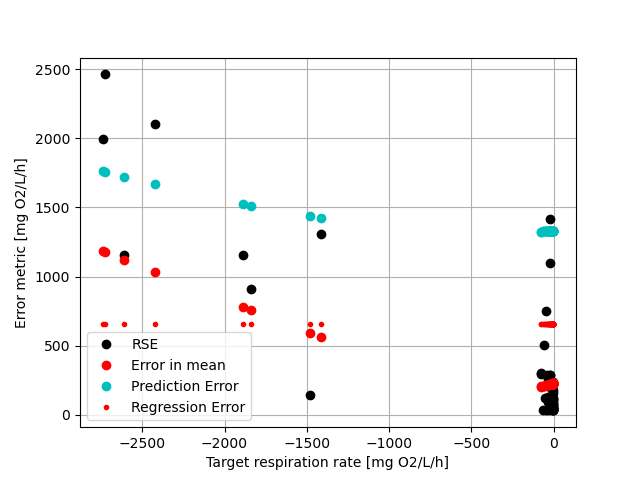 2500
2000
1500
1000
500
0
Error metric [mg O2/L/h]
RSE
Error in mean
Prediction Error
Regression Error
−2500
−2000
−1500
−1000
−500
0
Target respiration rate [mg O2/L/h]